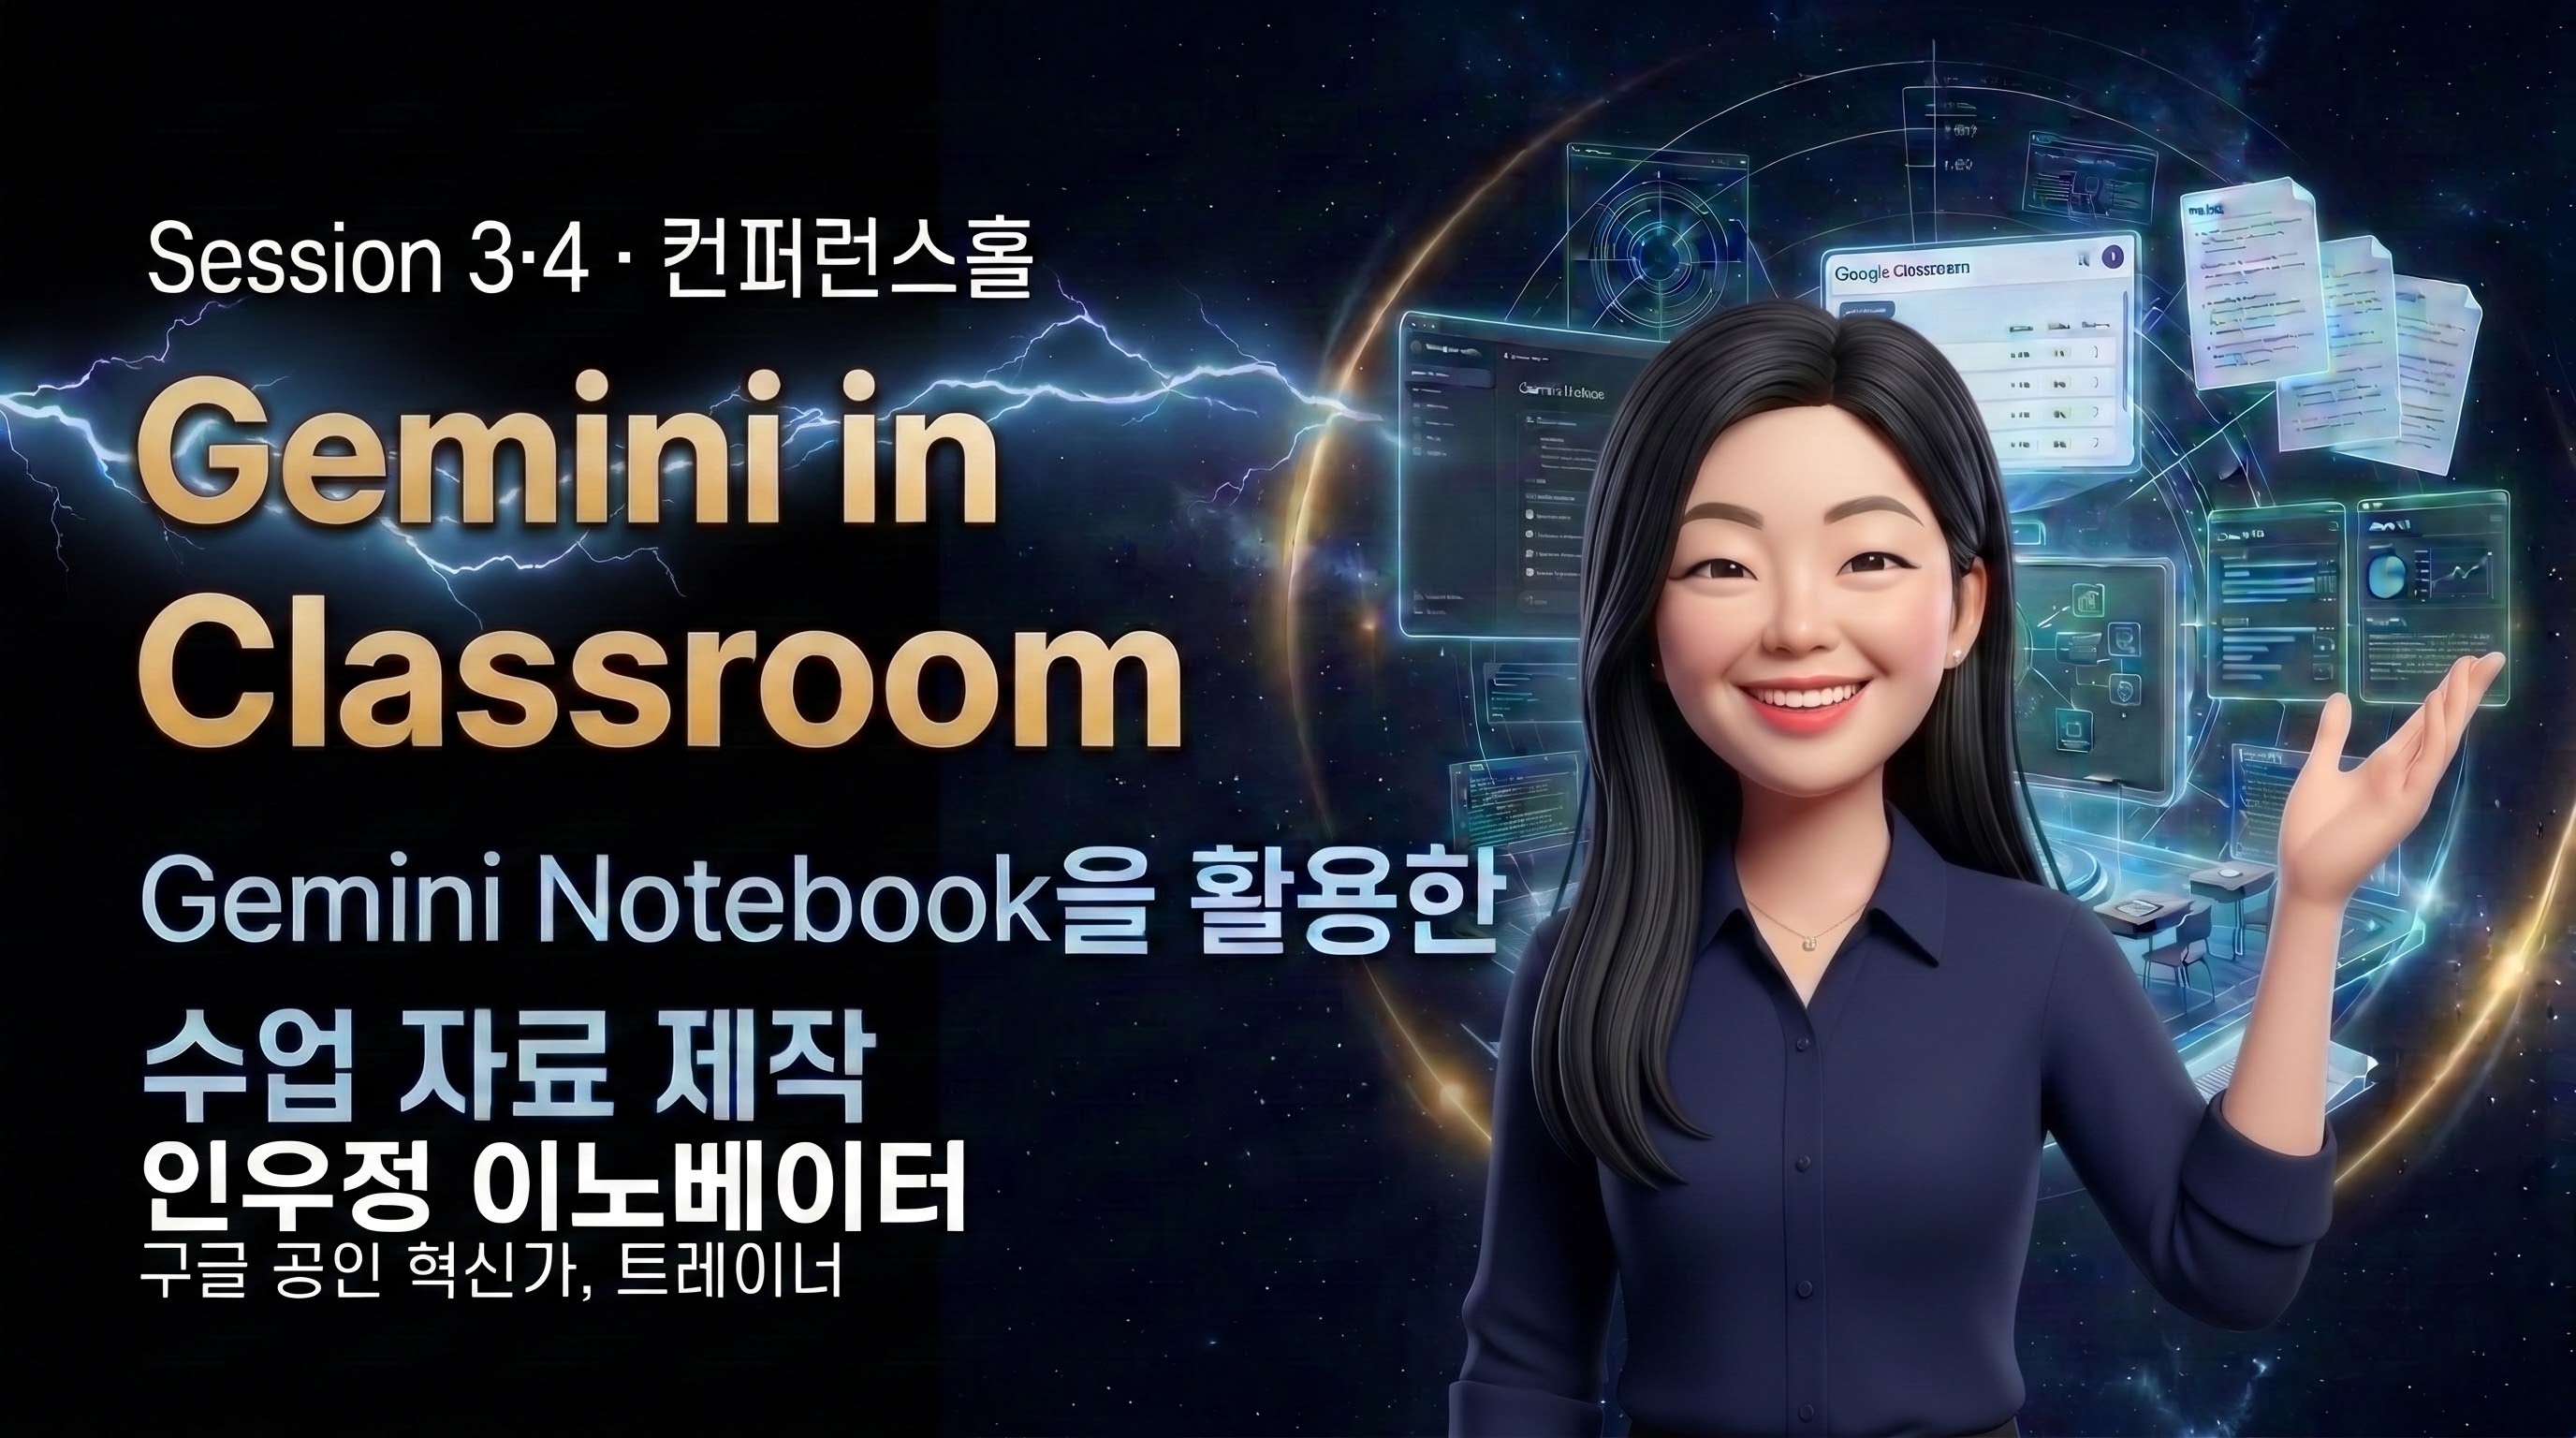 Session 3·4 · 컨퍼런스홀
Gemini in
Classroom
Gemini Notebook을 활용한
수업 자료 제작
인우정 이노베이터
구글 공인 혁신가, 트레이너
Google